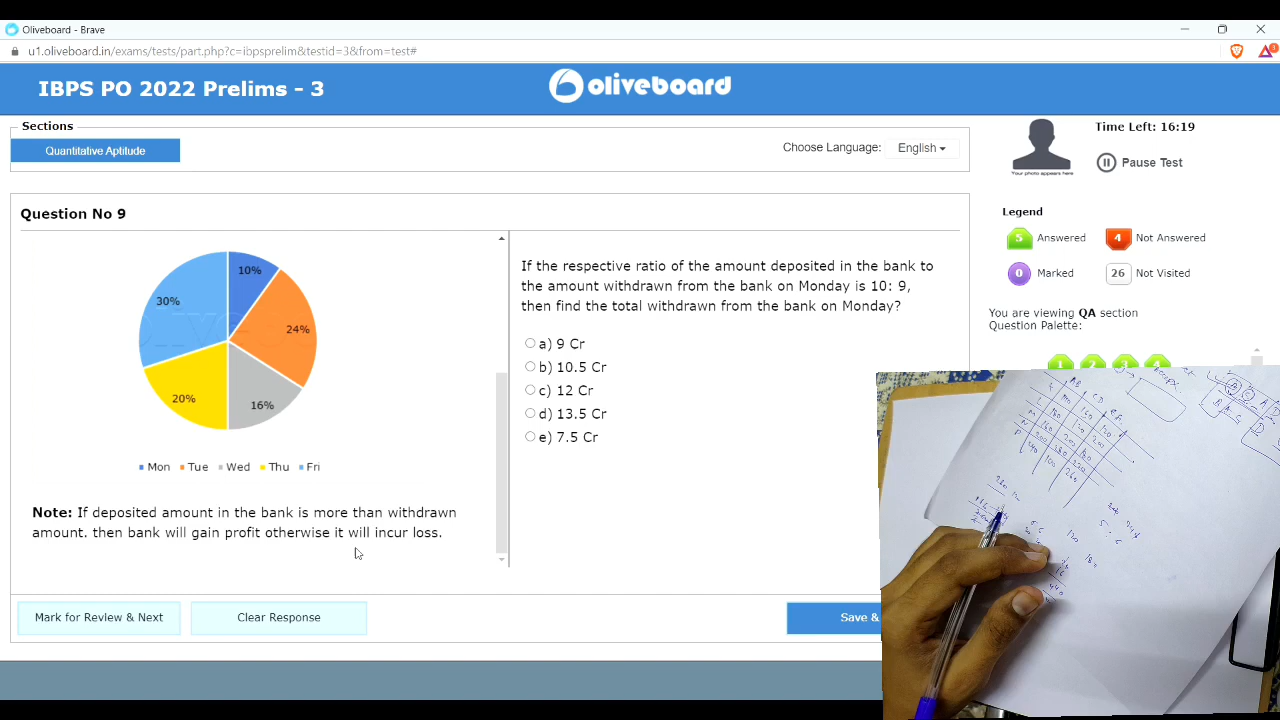 Oliveboard - Brave
u1.oliveboard.in/exams/tests/part.php?c=ibpsprelim&testid=3&from=test#
IBPS PO 2022 Prelims - 3
oliveboard
Sections
Quantitative Aptitude
Choose Language: English
Your photo appears here
Time Left: 16:19
Pause Test
Question No 9
Legend
5 Answered
4 Not Answered
0 Marked
26 Not Visited
You are viewing QA section
Question Palette:
1 2 3 4
10%
24%
16%
20%
30%
Mon Tue Wed Thu Fri
Note: If deposited amount in the bank is more than withdrawn
amount. then bank will gain profit otherwise it will incur loss.
If the respective ratio of the amount deposited in the bank to
the amount withdrawn from the bank on Monday is 10: 9,
then find the total withdrawn from the bank on Monday?
a) 9 Cr
b) 10.5 Cr
c) 12 Cr
d) 13.5 Cr
e) 7.5 Cr
Mark for Review & Next
Clear Response
Save &